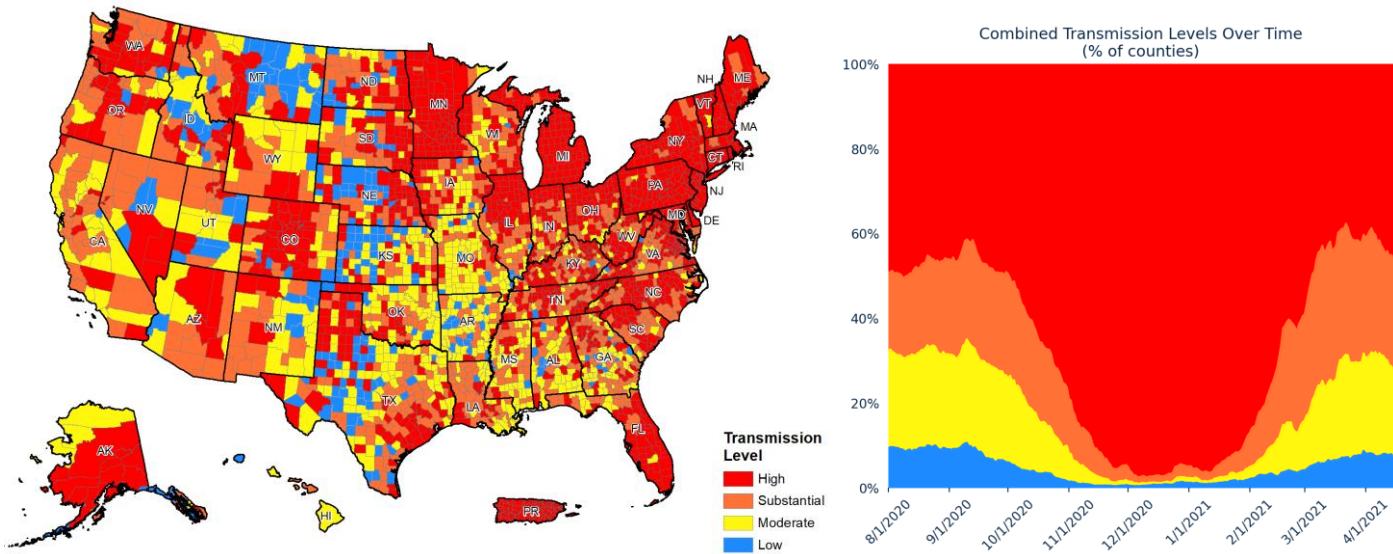 WA
OR
CA
NV
ID
MT
WY
UT
AZ
CO
NM
ND
SD
NE
KS
OK
TX
MN
IA
MO
AR
LA
WI
IL
MI
IN
OH
KY
TN
MS
AL
GA
FL
SC
NC
VA
WV
PA
NY
VT
NH
ME
MA
CT
RI
NJ
DE
MD
AK
HI
PR
Transmission
Level
High
Substantial
Moderate
Low
Combined Transmission Levels Over Time
(% of counties)
100%
80%
60%
40%
20%
0%
8/1/2020
9/1/2020
10/1/2020
11/1/2020
12/1/2020
1/1/2021
2/1/2021
3/1/2021
4/1/2021